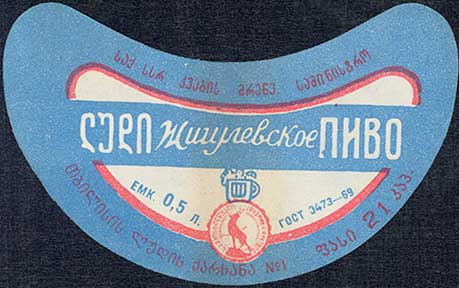 საქ სსრ კვების მრეწვ. სამინისტრო
ლუდი Жигулевское ПИВО
ЕМК. 0,5 Л. ГОСТ 3473-69
თბილისის ლუდის ქარხანა №1 ფასი 21 კაპ.